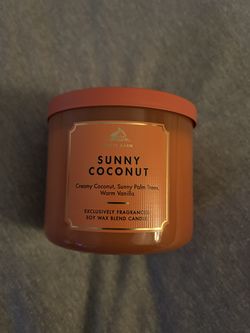 SUNNY
COCONUT
Creamy Coconut, Sunny Palm Trees,
Warm Vanilla
EXCLUSIVELY FRAGRANCED
SOY WAX BLEND CANDLE